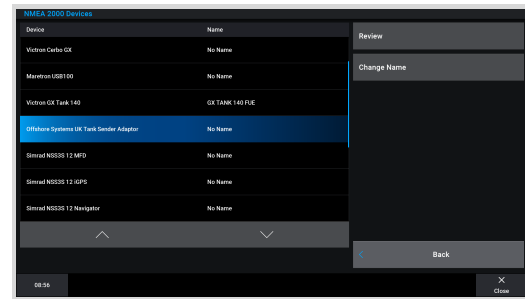 NMEA 2000 Devices
Device Name
Victron Cerbo GX No Name
Maretron USB100 No Name
Victron GX Tank 140 GX TANK 140 FUE
Offshore Systems UK Tank Sender Adaptor No Name
Simrad NSS3S 12 MFD No Name
Simrad NSS3S 12 iGPS No Name
Simrad NSS3S 12 Navigator No Name
Review
Change Name
Back
08:56
Close